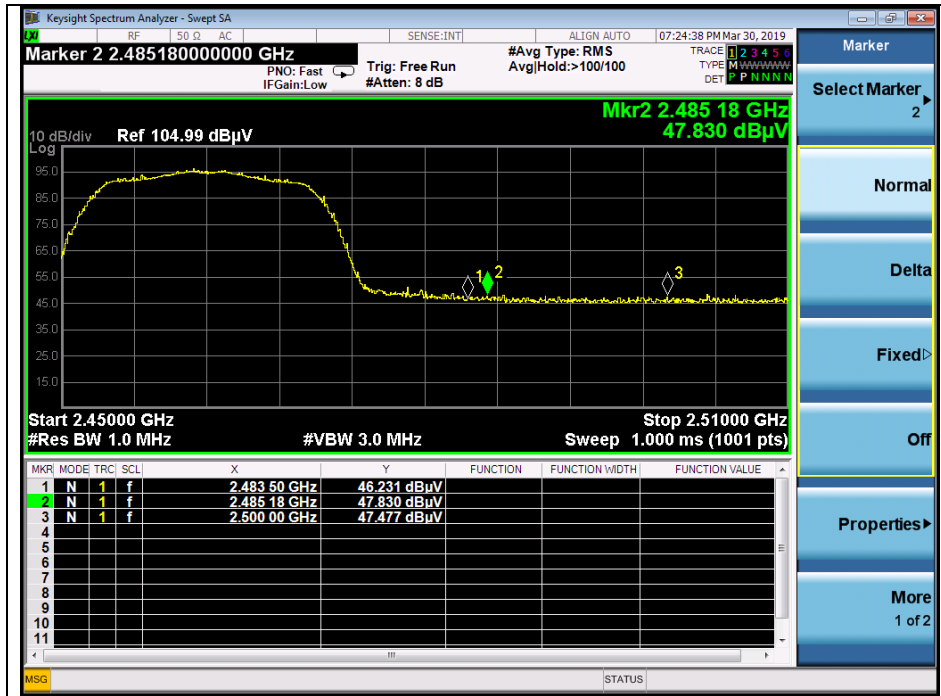 Keysight Spectrum Analyzer - Swept SA
LXI RF 50 Ω AC SENSE:INT ALIGN AUTO 07:24:38 PM Mar 30, 2019
Marker 2 2.485180000000 GHz
PNO: Fast
IFGain:Low
Trig: Free Run
#Atten: 8 dB
#Avg Type: RMS
Avg|Hold:>100/100
TRACE 1 2 3 4 5 6
TYPE M WWWWW
DET P P N N N N
Mkr2 2.485 18 GHz
47.830 dBµV
10 dB/div Ref 104.99 dBµV
Log
95.0
85.0
75.0
65.0
55.0
45.0
35.0
25.0
15.0
1 2 3
Start 2.45000 GHz Stop 2.51000 GHz
#Res BW 1.0 MHz #VBW 3.0 MHz Sweep 1.000 ms (1001 pts)
MKR MODE TRC SCL X Y FUNCTION FUNCTION WIDTH FUNCTION VALUE
1 N 1 f 2.483 50 GHz 46.231 dBµV
2 N 1 f 2.485 18 GHz 47.830 dBµV
3 N 1 f 2.500 00 GHz 47.477 dBµV
4
5
6
7
8
9
10
11
MSG STATUS
Marker
Select Marker
2
Normal
Delta
Fixed
Off
Properties
More
1 of 2